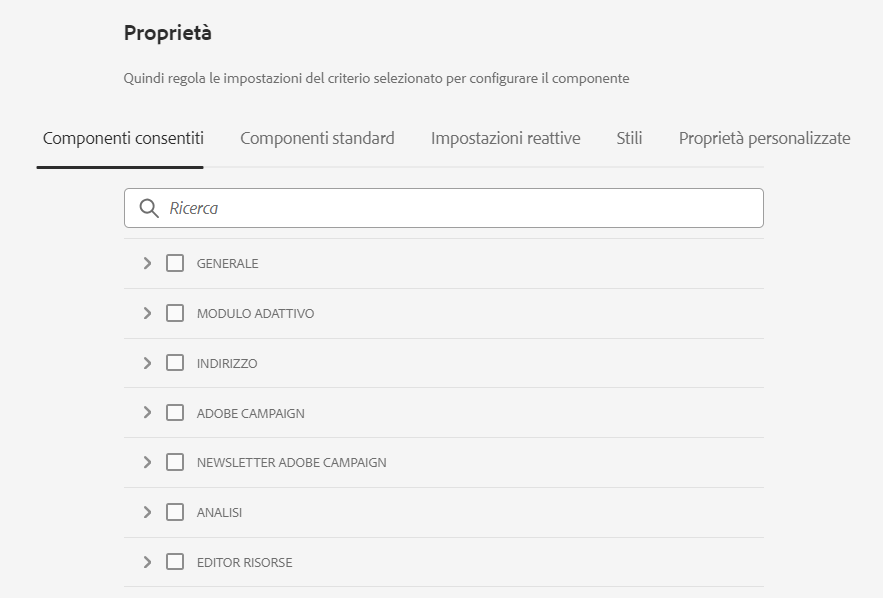 Proprietà
Quindi regola le impostazioni del criterio selezionato per configurare il componente
Componenti consentiti Componenti standard Impostazioni reattive Stili Proprietà personalizzate
Ricerca
GENERALE
MODULO ADATTIVO
INDIRIZZO
ADOBE CAMPAIGN
NEWSLETTER ADOBE CAMPAIGN
ANALISI
EDITOR RISORSE